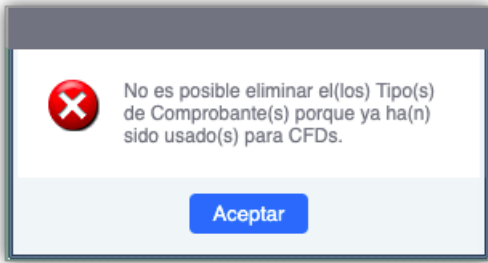 No es posible eliminar el(los) Tipo(s)
de Comprobante(s) porque ya ha(n)
sido usado(s) para CFDs.
Aceptar